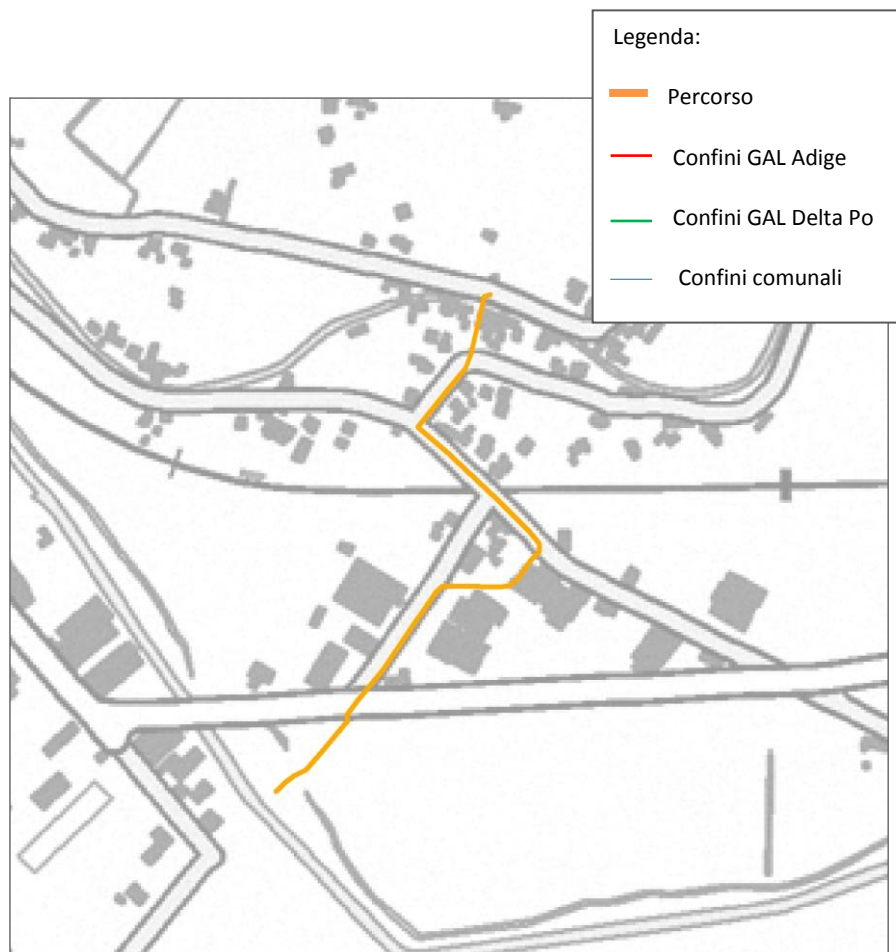 Legenda:
Percorso
Confini GAL Adige
Confini GAL Delta Po
Confini comunali